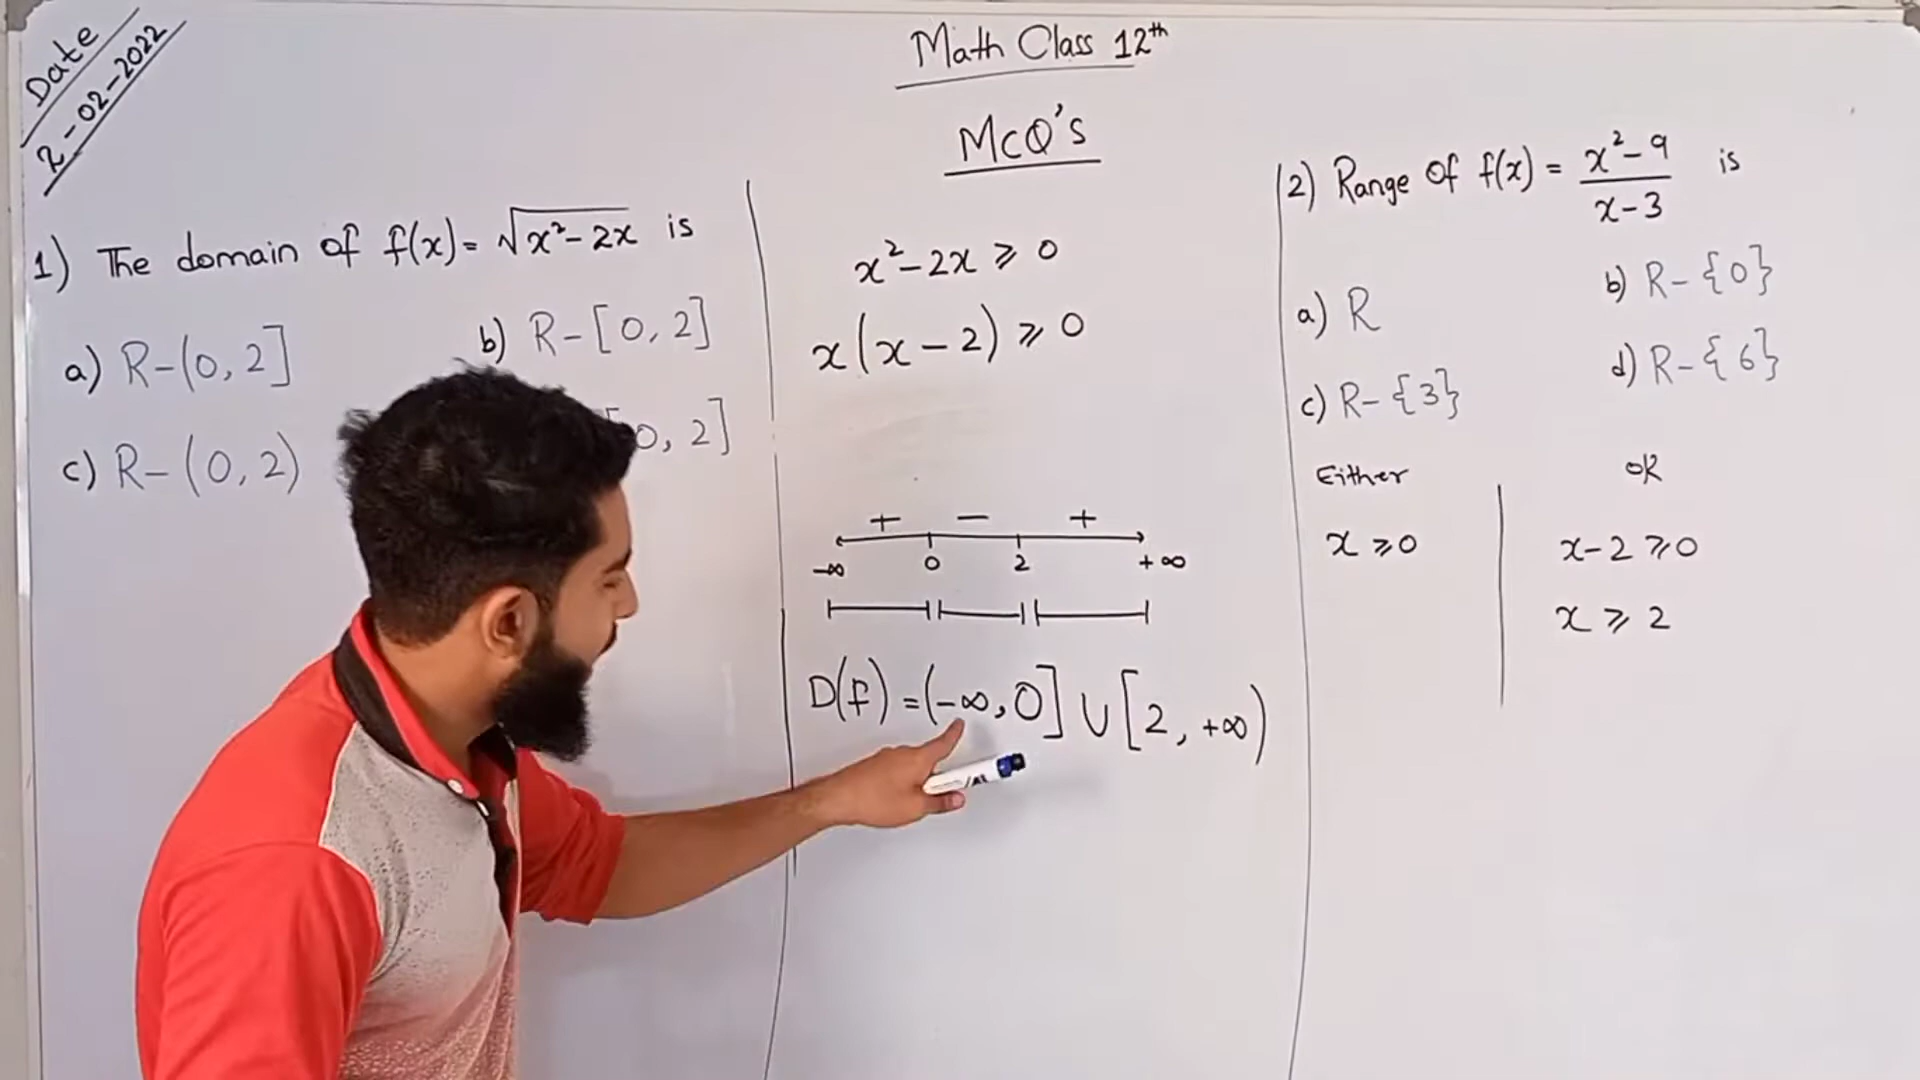 Date
2-02-2022
Math Class 12th
MCQ's
1) The domain of f(x)= √x²-2x is
a) R-(0, 2]
b) R-[0, 2]
c) R-(0, 2)
[0, 2]
x²-2x ⩾ 0
x(x-2) ⩾ 0
+ - +
-∞ 0 2 +∞
D(f) = (-∞, 0] ∪ [2, +∞)
2) Range of f(x) = x²-9 / x-3 is
a) R
b) R-{0}
c) R-{3}
d) R-{6}
Either
OR
x ⩾ 0
x-2 ⩾ 0
x ⩾ 2